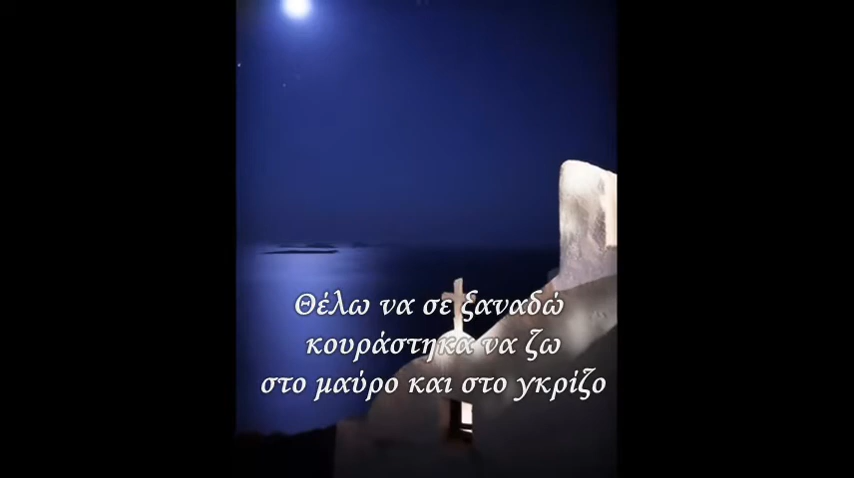 Θέλω να σε ξαναδώ
κουράστηκα να ζω
στο μαύρο και στο γκρίζο